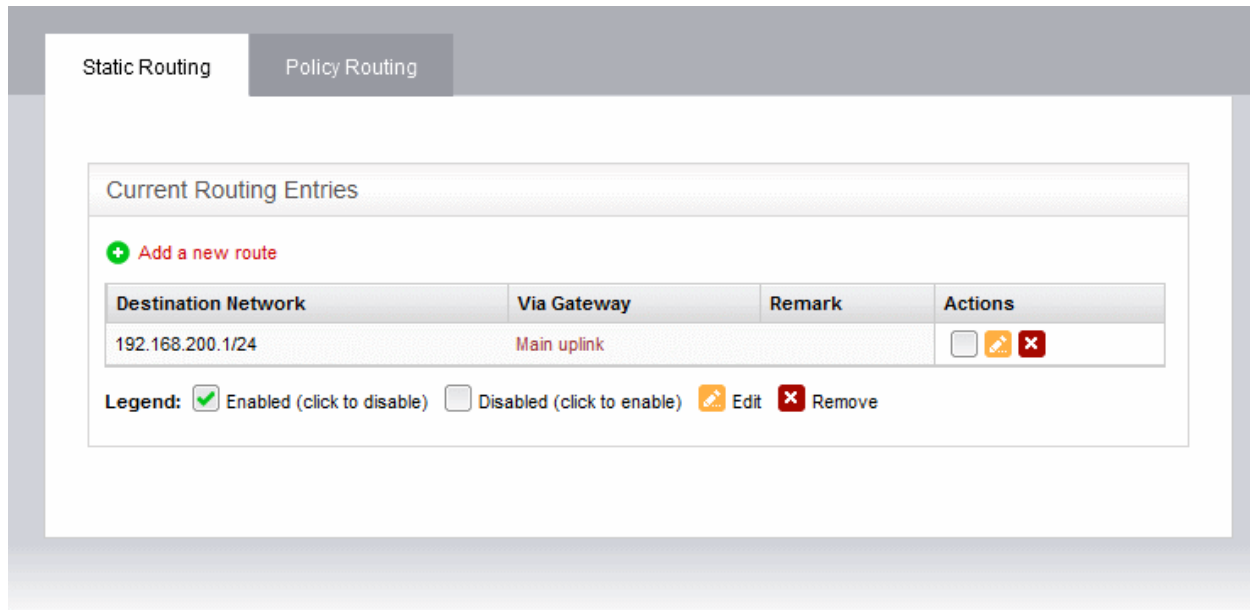 Static Routing Policy Routing
Current Routing Entries
Add a new route
Destination Network Via Gateway Remark Actions
192.168.200.1/24 Main uplink
Legend: Enabled (click to disable) Disabled (click to enable) Edit Remove